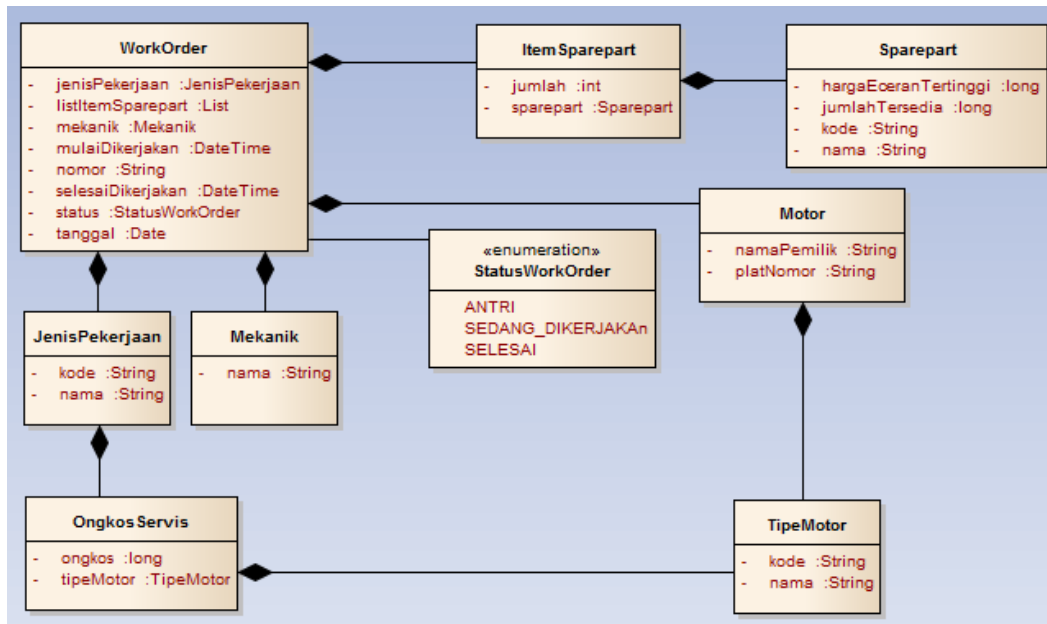 WorkOrder
- jenisPekerjaan :JenisPekerjaan
- listItemSparepart :List
- mekanik :Mekanik
- mulaiDikerjakan :DateTime
- nomor :String
- selesaiDikerjakan :DateTime
- status :StatusWorkOrder
- tanggal :Date
ItemSparepart
- jumlah :int
- sparepart :Sparepart
Sparepart
- hargaEceranTertinggi :long
- jumlahTersedia :long
- kode :String
- nama :String
Motor
- namaPemilik :String
- platNomor :String
«enumeration»
StatusWorkOrder
ANTRI
SEDANG_DIKERJAKAn
SELESAI
JenisPekerjaan
- kode :String
- nama :String
Mekanik
- nama :String
OngkosServis
- ongkos :long
- tipeMotor :TipeMotor
TipeMotor
- kode :String
- nama :String